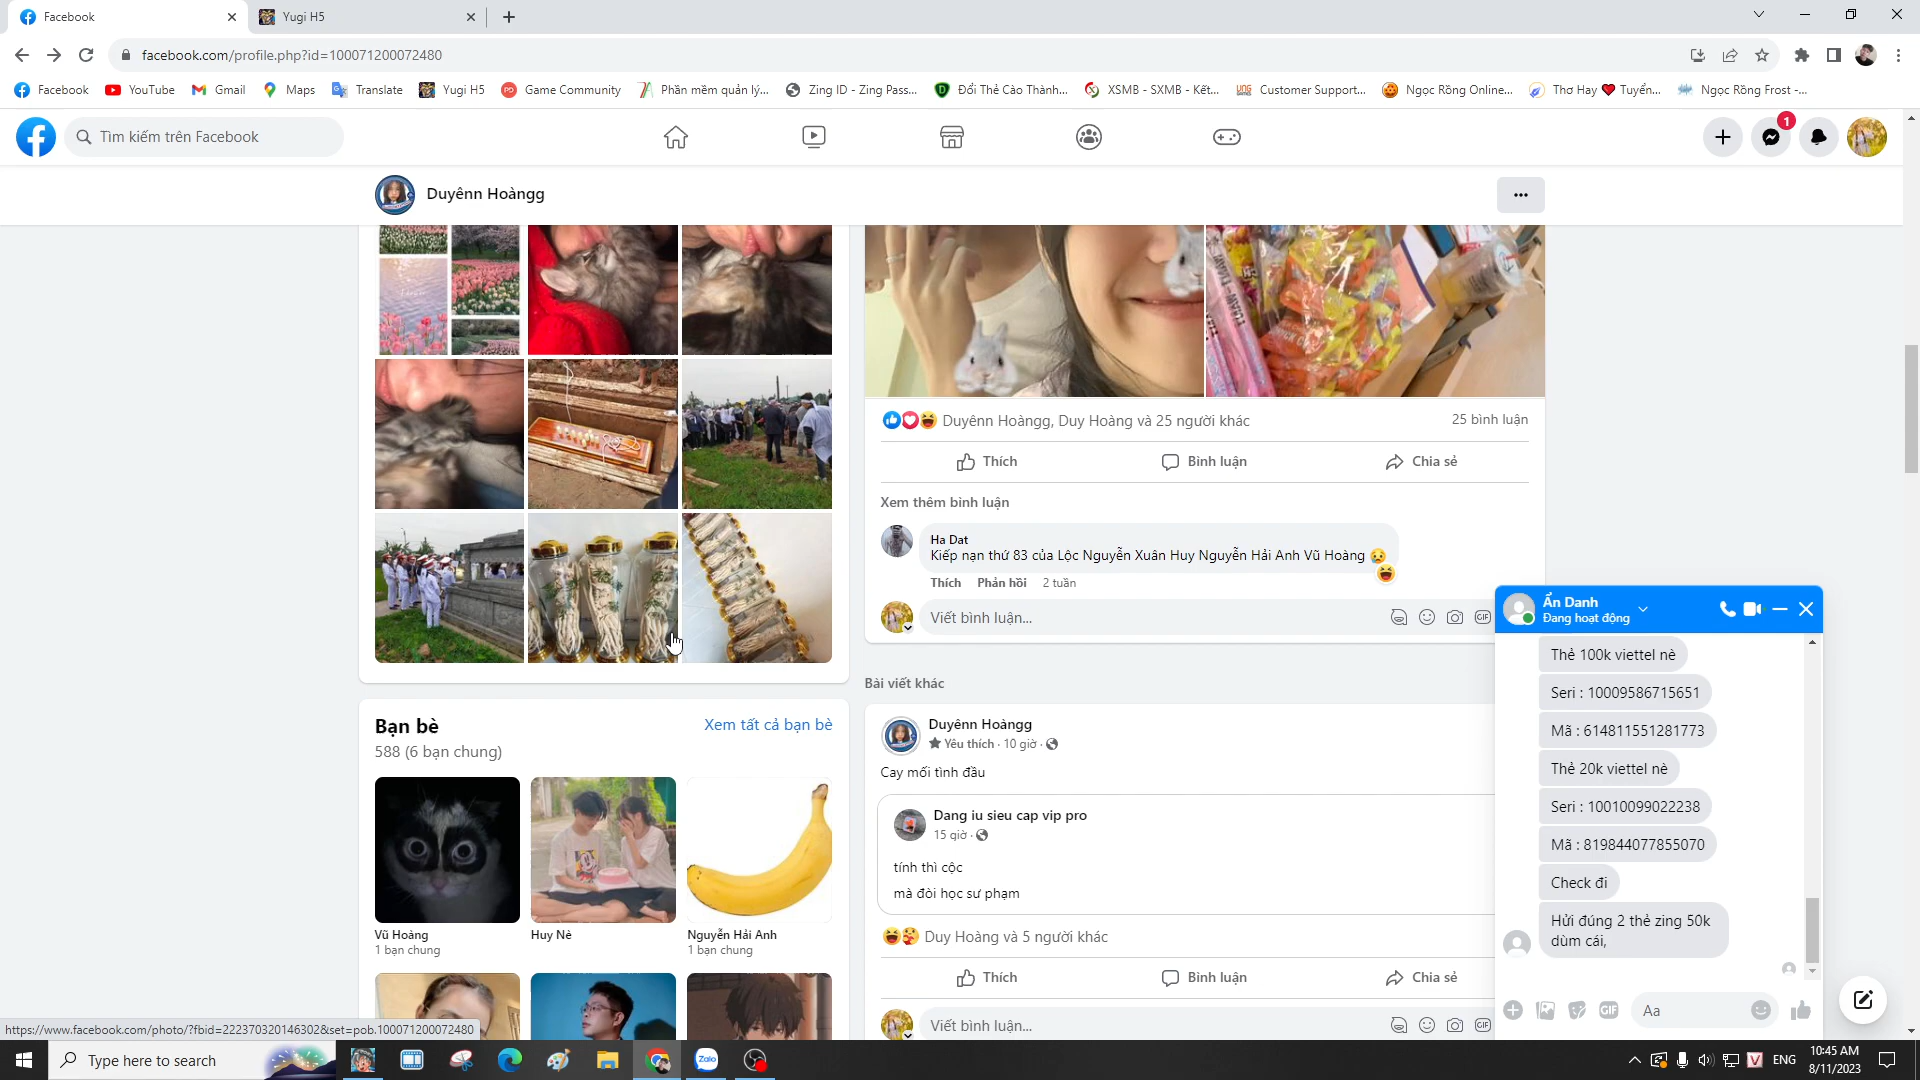 Facebook
Yugi H5
facebook.com/profile.php?id=100071200072480
Facebook
YouTube
Gmail
Maps
Translate
Yugi H5
Game Community
Phần mềm quản lý...
Zing ID - Zing Pass...
Đổi Thẻ Cào Thành...
XSMB - SXMB - Kết...
Customer Support...
Ngọc Rồng Online...
Thơ Hay ❤ Tuyển...
Ngọc Rồng Frost -...
Tìm kiếm trên Facebook
1
Duyênn Hoàngg
Duyênn Hoàngg, Duy Hoàng và 25 người khác
25 bình luận
Thích
Bình luận
Chia sẻ
Xem thêm bình luận
Ha Dat
Kiếp nạn thứ 83 của Lộc Nguyễn Xuân Huy Nguyễn Hải Anh Vũ Hoàng 😥
Thích Phản hồi 2 tuần
Viết bình luận...
GIF
Bạn bè
Xem tất cả bạn bè
588 (6 bạn chung)
Vũ Hoàng
1 bạn chung
Huy Nè
Nguyễn Hải Anh
1 bạn chung
Bài viết khác
Duyênn Hoàngg
Yêu thích · 10 giờ ·
Cay mối tình đầu
Dang iu sieu cap vip pro
15 giờ ·
tính thì cộc
mà đòi học sư phạm
Duy Hoàng và 5 người khác
Thích
Bình luận
Chia sẻ
Viết bình luận...
GIF
Ẩn Danh
Đang hoạt động
Thẻ 100k viettel nè
Seri : 10009586715651
Mã : 614811551281773
Thẻ 20k viettel nè
Seri : 10010099022238
Mã : 819844077855070
Check đi
Hửi đúng 2 thẻ zing 50k
dùm cái,
GIF
Aa
https://www.facebook.com/photo/?fbid=222370320146302&set=pob.100071200072480
Type here to search
Zalo
V
ENG
10:45 AM
8/11/2023